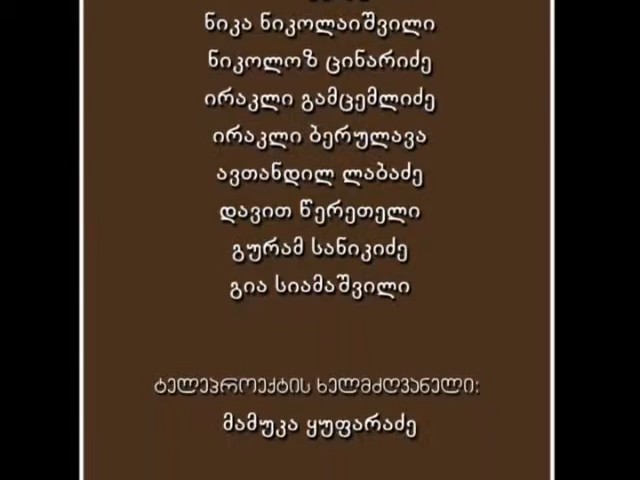 ნიკა ნიკოლაიშვილი
ნიკოლოზ ცინარიძე
ირაკლი გამცემლიძე
ირაკლი ბერულავა
ავთანდილ ლაბაძე
დავით წერეთელი
გურამ სანიკიძე
გია სიამაშვილი
ტელეპროექტის ხელმძღვანელი:
მამუკა ყუფარაძე